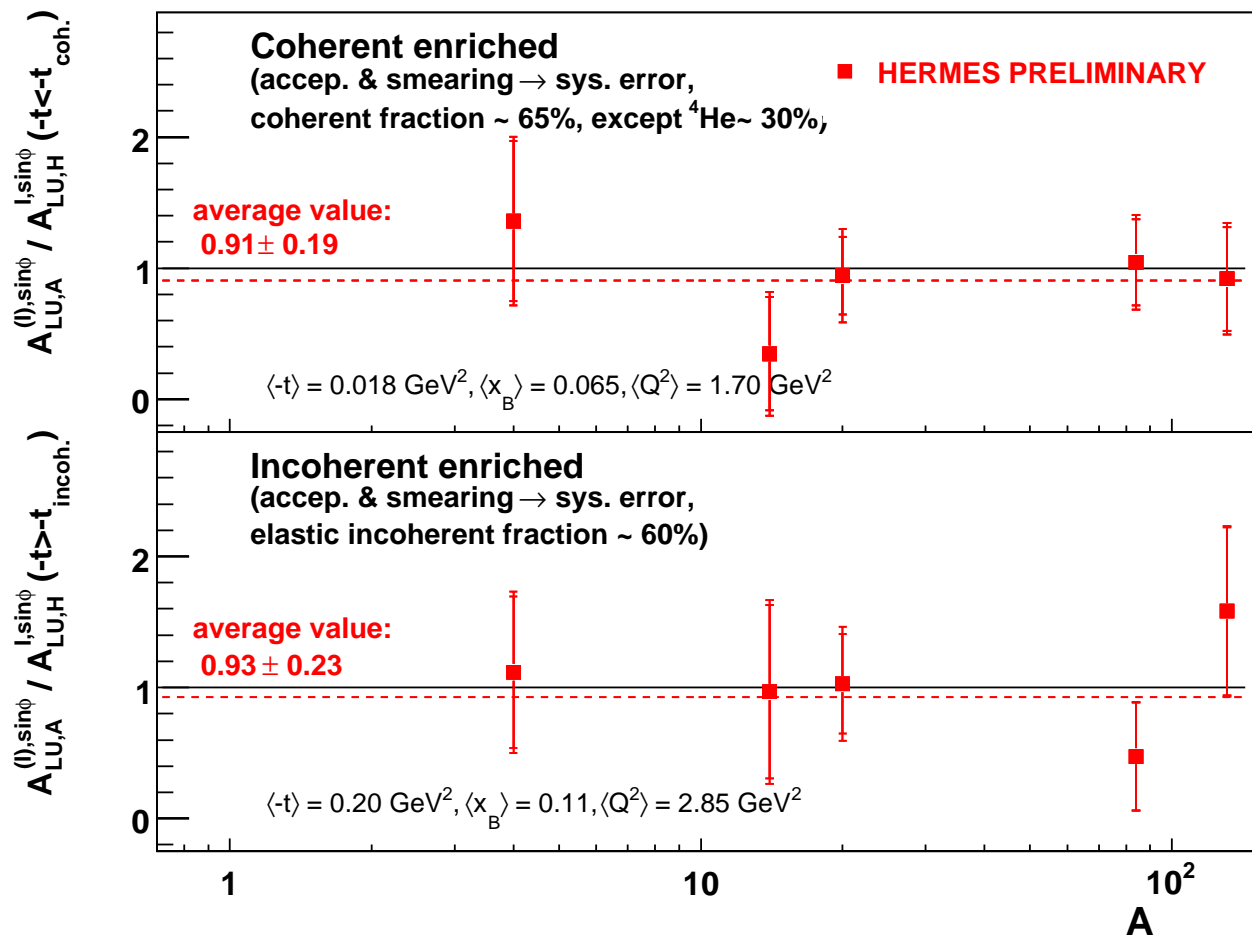 Coherent enriched
(accep. & smearing → sys. error,
coherent fraction ~ 65%, except ⁴He~ 30%,
HERMES PRELIMINARY
average value:
0.91 ± 0.19
⟨-t⟩ = 0.018 GeV², ⟨x_B⟩ = 0.065, ⟨Q²⟩ = 1.70 GeV²
A_{LU,A}^{(I),sinϕ} / A_{LU,H}^{I,sinϕ} (-t<-t_{coh.})
2
1
0
Incoherent enriched
(accep. & smearing → sys. error,
elastic incoherent fraction ~ 60%)
average value:
0.93 ± 0.23
⟨-t⟩ = 0.20 GeV², ⟨x_B⟩ = 0.11, ⟨Q²⟩ = 2.85 GeV²
A_{LU,A}^{(I),sinϕ} / A_{LU,H}^{I,sinϕ} (-t>-t_{incoh.})
2
1
0
1
10
10²
A